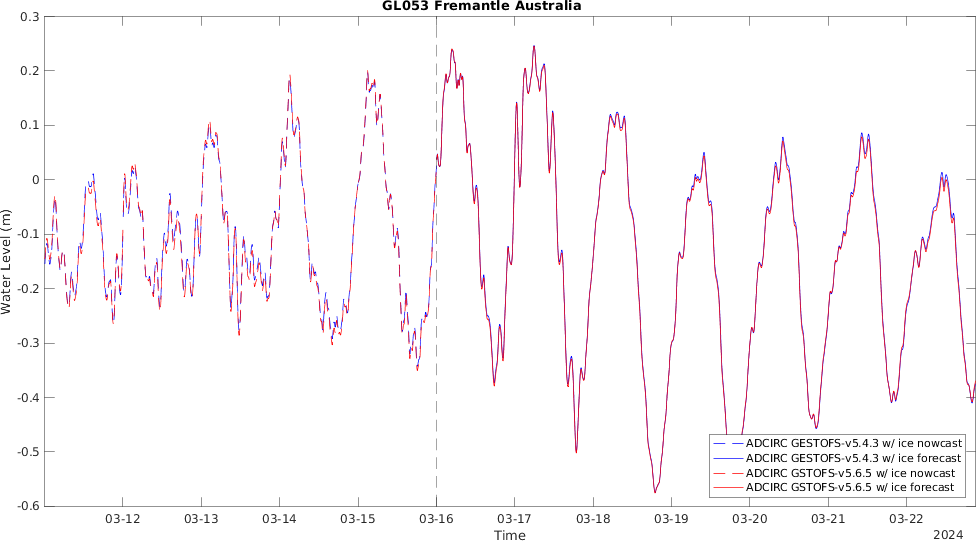 GL053 Fremantle Australia
0.3
0.2
0.1
0
-0.1
-0.2
-0.3
-0.4
-0.5
-0.6
Water Level (m)
ADCIRC GESTOFS-v5.4.3 w/ ice nowcast
ADCIRC GESTOFS-v5.4.3 w/ ice forecast
ADCIRC GSTOFS-v5.6.5 w/ ice nowcast
ADCIRC GSTOFS-v5.6.5 w/ ice forecast
03-12 03-13 03-14 03-15 03-16 03-17 03-18 03-19 03-20 03-21 03-22
Time
2024